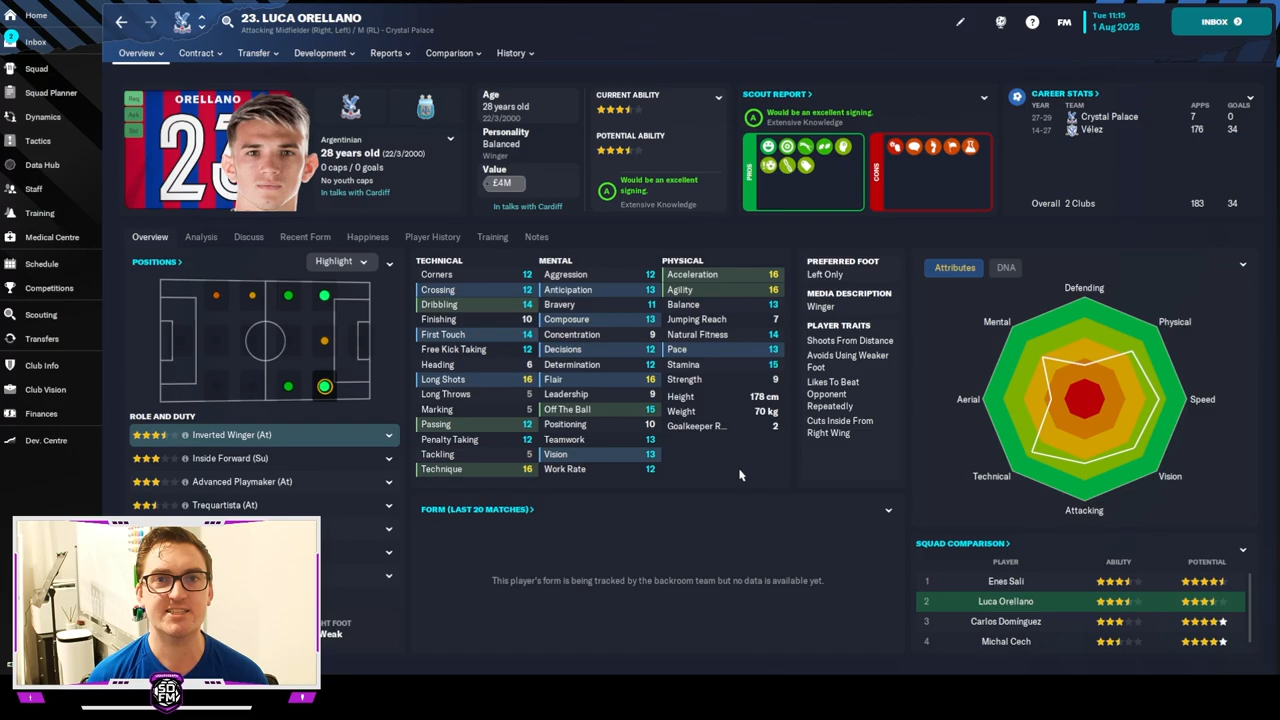 Home
Inbox
2
Squad
Squad Planner
Dynamics
Tactics
Data Hub
Staff
Training
Medical Centre
Schedule
Competitions
Scouting
Transfers
Club Info
Club Vision
Finances
Dev. Centre
23. LUCA ORELLANO
Attacking Midfielder (Right, Left) / M (RL) - Crystal Palace
FM
Tue 11:15
1 Aug 2028
INBOX
Overview
Contract
Transfer
Development
Reports
Comparison
History
ORELLANO
23
Argentinian
28 years old (22/3/2000)
0 caps / 0 goals
No youth caps
In talks with Cardiff
Age
28 years old
22/3/2000
Personality
Balanced
Winger
Value
£4M
In talks with Cardiff
CURRENT ABILITY
POTENTIAL ABILITY
A
Would be an excellent
signing.
Extensive Knowledge
SCOUT REPORT >
A
Would be an excellent signing.
Extensive Knowledge
PROS
CONS
CAREER STATS >
YEAR TEAM APPS GOALS
27-29 Crystal Palace 7 0
14-27 Vélez 176 34
Overall 2 Clubs 183 34
Overview
Analysis
Discuss
Recent Form
Happiness
Player History
Training
Notes
POSITIONS >
Highlight
ROLE AND DUTY
Inverted Winger (At)
Inside Forward (Su)
Advanced Playmaker (At)
Trequartista (At)
HT FOOT
Weak
TECHNICAL
Corners 12
Crossing 12
Dribbling 14
Finishing 10
First Touch 14
Free Kick Taking 12
Heading 6
Long Shots 16
Long Throws 5
Marking 5
Passing 12
Penalty Taking 12
Tackling 5
Technique 16
MENTAL
Aggression 12
Anticipation 13
Bravery 11
Composure 13
Concentration 9
Decisions 12
Determination 12
Flair 16
Leadership 9
Off The Ball 15
Positioning 10
Teamwork 13
Vision 13
Work Rate 12
PHYSICAL
Acceleration 16
Agility 16
Balance 13
Jumping Reach 7
Natural Fitness 14
Pace 13
Stamina 15
Strength 9
Height 178 cm
Weight 70 kg
Goalkeeper R... 2
PREFERRED FOOT
Left Only
MEDIA DESCRIPTION
Winger
PLAYER TRAITS
Shoots From Distance
Avoids Using Weaker
Foot
Likes To Beat
Opponent
Repeatedly
Cuts Inside From
Right Wing
Attributes
DNA
Defending
Physical
Speed
Vision
Attacking
Technical
Aerial
Mental
FORM (LAST 20 MATCHES) >
This player's form is being tracked by the backroom team but no data is available yet.
SQUAD COMPARISON >
PLAYER ABILITY POTENTIAL
1 Enes Sali
2 Luca Orellano
3 Carlos Domínguez
4 Michal Cech
SD
FM